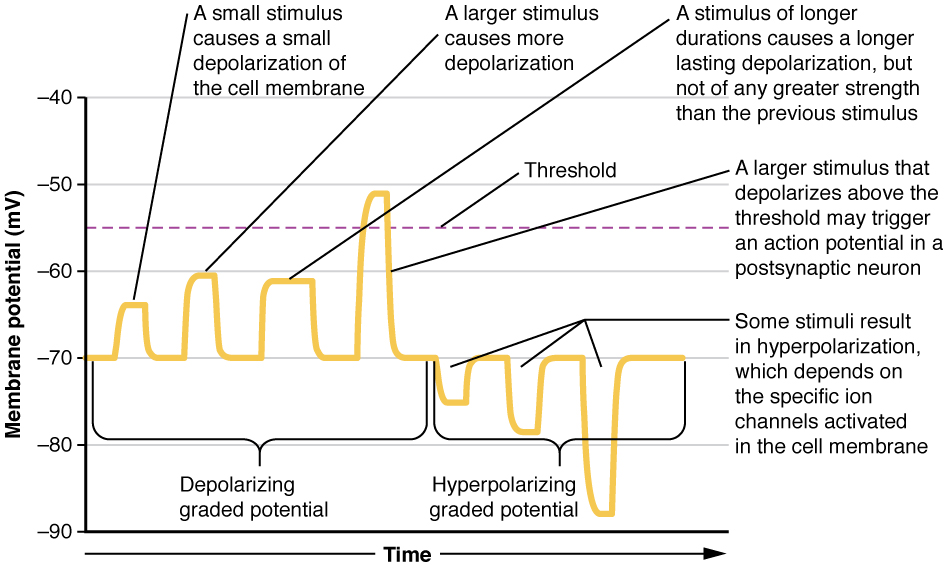 A small stimulus
causes a small
depolarization of
the cell membrane
A larger stimulus
causes more
depolarization
A stimulus of longer
durations causes a longer
lasting depolarization, but
not of any greater strength
than the previous stimulus
Threshold
A larger stimulus that
depolarizes above the
threshold may trigger
an action potential in a
postsynaptic neuron
Some stimuli result
in hyperpolarization,
which depends on
the specific ion
channels activated
in the cell membrane
Membrane potential (mV)
–40
–50
–60
–70
–80
–90
Depolarizing
graded potential
Hyperpolarizing
graded potential
Time